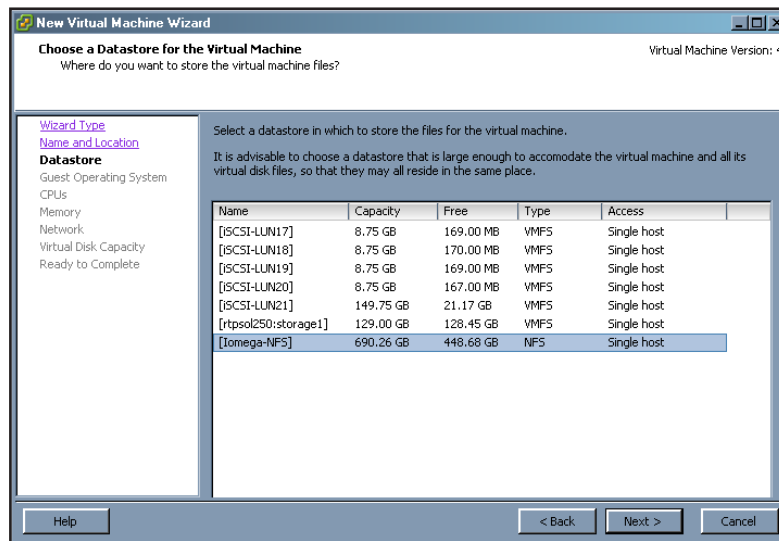 New Virtual Machine Wizard
Choose a Datastore for the Virtual Machine
Where do you want to store the virtual machine files?
Virtual Machine Version:
Wizard Type
Name and Location
Datastore
Guest Operating System
CPUs
Memory
Network
Virtual Disk Capacity
Ready to Complete
Select a datastore in which to store the files for the virtual machine.
It is advisable to choose a datastore that is large enough to accomodate the virtual machine and all its
virtual disk files, so that they may all reside in the same place.
Name Capacity Free Type Access
[iSCSI-LUN17] 8.75 GB 169.00 MB VMFS Single host
[iSCSI-LUN18] 8.75 GB 170.00 MB VMFS Single host
[iSCSI-LUN19] 8.75 GB 169.00 MB VMFS Single host
[iSCSI-LUN20] 8.75 GB 167.00 MB VMFS Single host
[iSCSI-LUN21] 149.75 GB 21.17 GB VMFS Single host
[rtpsol250:storage1] 129.00 GB 128.45 GB VMFS Single host
[Iomega-NFS] 690.26 GB 448.68 GB NFS Single host
Help
< Back
Next >
Cancel